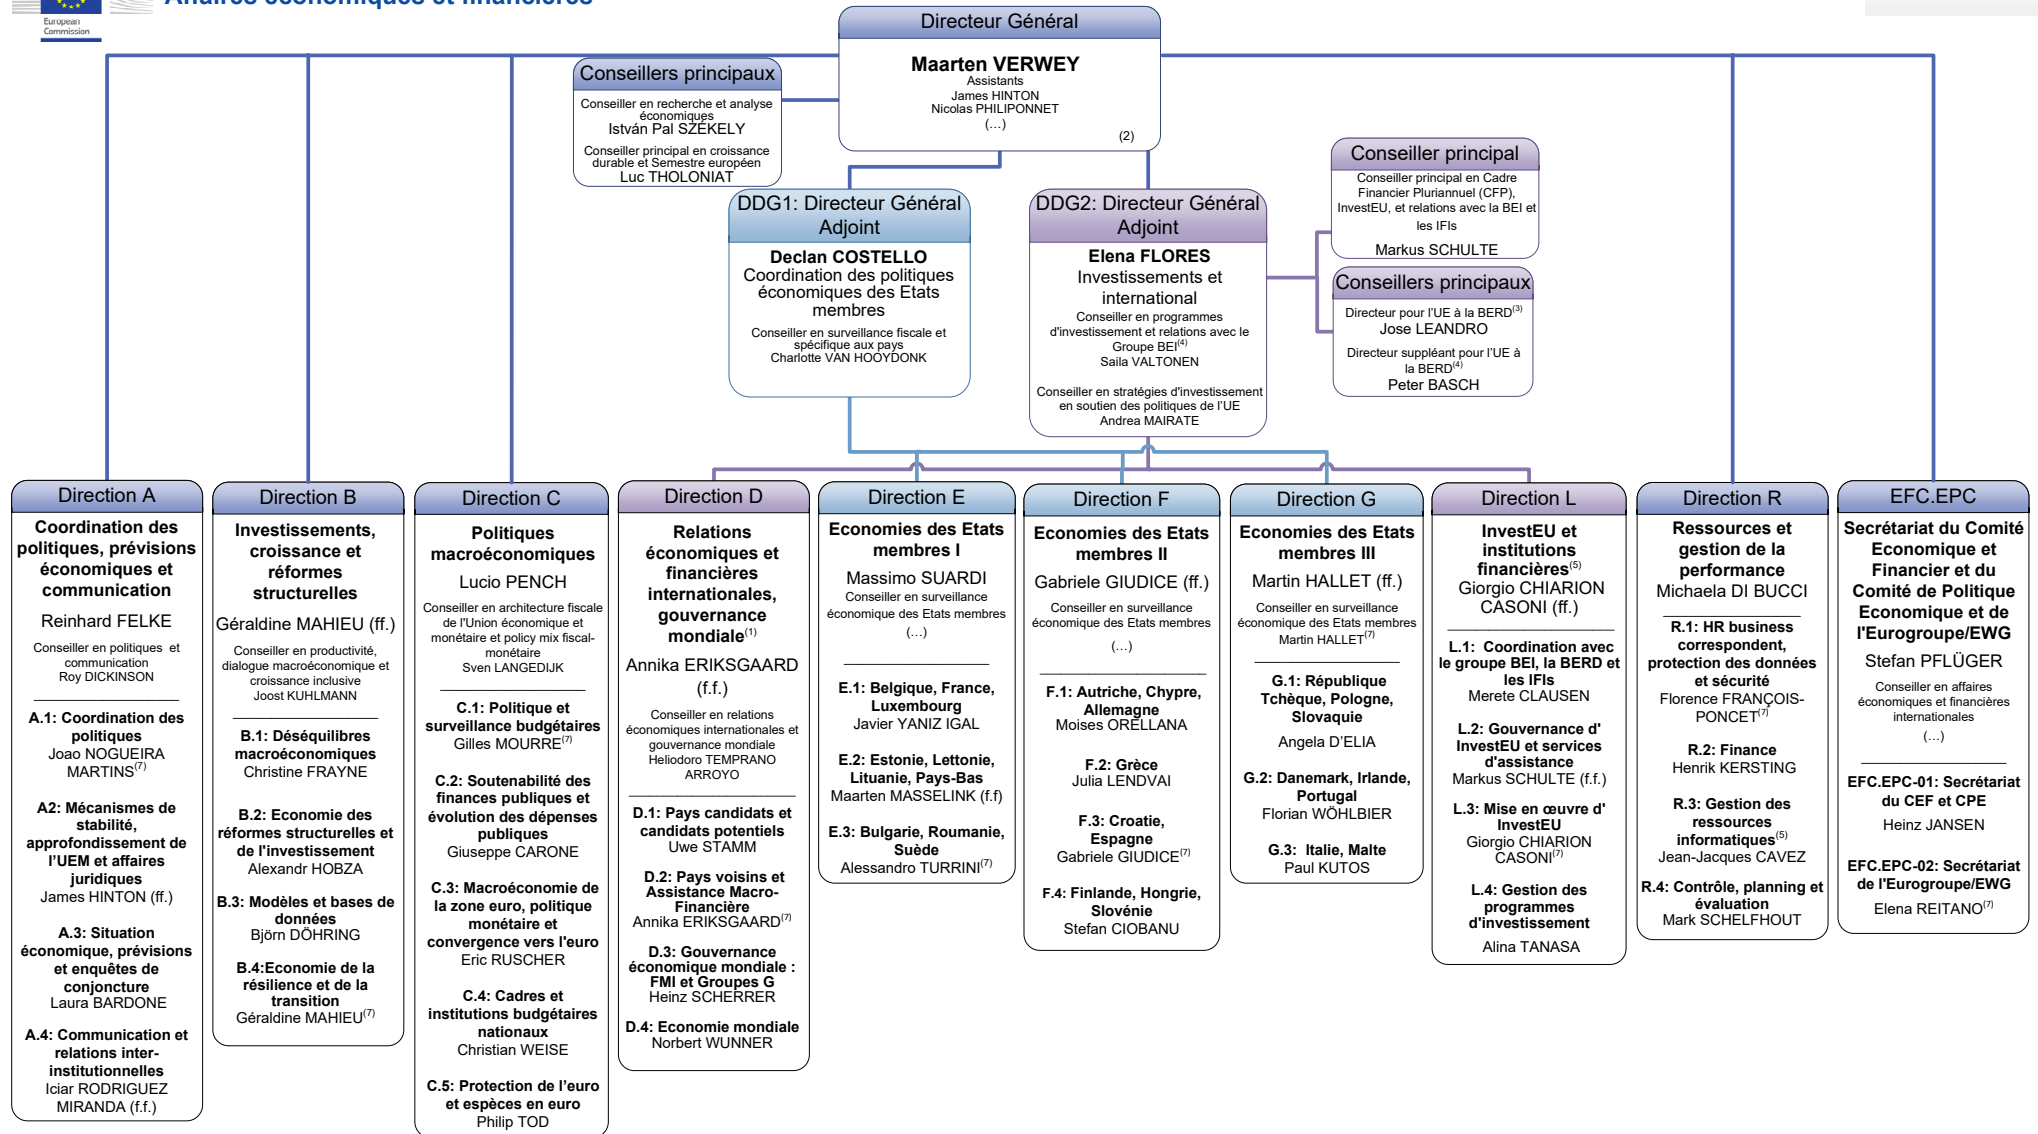 Affaires économiques et financières
European
Commission
Directeur Général
Maarten VERWEY
Assistants
James HINTON
Nicolas PHILIPONNET
(…)
(2)
Conseillers principaux
Conseiller en recherche et analyse
économiques
István Pal SZÉKELY
Conseiller principal en croissance
durable et Semestre européen
Luc THOLONIAT
DDG1: Directeur Général
Adjoint
Declan COSTELLO
Coordination des politiques
économiques des Etats
membres
Conseiller en surveillance fiscale et
spécifique aux pays
Charlotte VAN HOOYDONK
DDG2: Directeur Général
Adjoint
Elena FLORES
Investissements et
international
Conseiller en programmes
d'investissement et relations avec le
Groupe BEI(4)
Saila VALTONEN
Conseiller en stratégies d'investissement
en soutien des politiques de l’UE
Andrea MAIRATE
Conseiller principal
Conseiller principal en Cadre
Financier Pluriannuel (CFP),
InvestEU, et relations avec la BEI et
les IFIs
Markus SCHULTE
Conseillers principaux
Directeur pour l’UE à la BERD(3)
Jose LEANDRO
Directeur suppléant pour l’UE à
la BERD(4)
Peter BASCH
Direction A
Coordination des
politiques, prévisions
économiques et
communication
Reinhard FELKE
Conseiller en politiques et
communication
Roy DICKINSON
A.1: Coordination des
politiques
Joao NOGUEIRA
MARTINS(7)
A2: Mécanismes de
stabilité,
approfondissement de
l’UEM et affaires
juridiques
James HINTON (ff.)
A.3: Situation
économique, prévisions
et enquêtes de
conjoncture
Laura BARDONE
A.4: Communication et
relations inter-
institutionnelles
Iciar RODRIGUEZ
MIRANDA (f.f.)
Direction B
Investissements,
croissance et
réformes
structurelles
Géraldine MAHIEU (ff.)
Conseiller en productivité,
dialogue macroéconomique et
croissance inclusive
Joost KUHLMANN
B.1: Déséquilibres
macroéconomiques
Christine FRAYNE
B.2: Economie des
réformes structurelles et
de l'investissement
Alexandr HOBZA
B.3: Modèles et bases de
données
Björn DÖHRING
B.4:Economie de la
résilience et de la
transition
Géraldine MAHIEU(7)
Direction C
Politiques
macroéconomiques
Lucio PENCH
Conseiller en architecture fiscale
de l'Union économique et
monétaire et policy mix fiscal-
monétaire
Sven LANGEDIJK
C.1: Politique et
surveillance budgétaires
Gilles MOURRE(7)
C.2: Soutenabilité des
finances publiques et
évolution des dépenses
publiques
Giuseppe CARONE
C.3: Macroéconomie de
la zone euro, politique
monétaire et
convergence vers l'euro
Eric RUSCHER
C.4: Cadres et
institutions budgétaires
nationaux
Christian WEISE
C.5: Protection de l’euro
et espèces en euro
Philip TOD
Direction D
Relations
économiques et
financières
internationales,
gouvernance
mondiale(1)
Annika ERIKSGAARD
(f.f.)
Conseiller en relations
économiques internationales et
gouvernance mondiale
Heliodoro TEMPRANO
ARROYO
D.1: Pays candidats et
candidats potentiels
Uwe STAMM
D.2: Pays voisins et
Assistance Macro-
Financière
Annika ERIKSGAARD(7)
D.3: Gouvernance
économique mondiale :
FMI et Groupes G
Heinz SCHERRER
D.4: Economie mondiale
Norbert WUNNER
Direction E
Economies des Etats
membres I
Massimo SUARDI
Conseiller en surveillance
économique des Etats membres
(…)
E.1: Belgique, France,
Luxembourg
Javier YANIZ IGAL
E.2: Estonie, Lettonie,
Lituanie, Pays-Bas
Maarten MASSELINK (f.f)
E.3: Bulgarie, Roumanie,
Suède
Alessandro TURRINI(7)
Direction F
Economies des Etats
membres II
Gabriele GIUDICE (ff.)
Conseiller en surveillance
économique des Etats membres
(…)
F.1: Autriche, Chypre,
Allemagne
Moises ORELLANA
F.2: Grèce
Julia LENDVAI
F.3: Croatie,
Espagne
Gabriele GIUDICE(7)
F.4: Finlande, Hongrie,
Slovénie
Stefan CIOBANU
Direction G
Economies des Etats
membres III
Martin HALLET (ff.)
Conseiller en surveillance
économique des Etats membres
Martin HALLET(7)
G.1: République
Tchèque, Pologne,
Slovaquie
Angela D’ELIA
G.2: Danemark, Irlande,
Portugal
Florian WÖHLBIER
G.3: Italie, Malte
Paul KUTOS
Direction L
InvestEU et
institutions
financières(5)
Giorgio CHIARION
CASONI (ff.)
L.1: Coordination avec
le groupe BEI, la BERD et
les IFIs
Merete CLAUSEN
L.2: Gouvernance d'
InvestEU et services
d'assistance
Markus SCHULTE (f.f.)
L.3: Mise en œuvre d'
InvestEU
Giorgio CHIARION
CASONI(7)
L.4: Gestion des
programmes
d'investissement
Alina TANASA
Direction R
Ressources et
gestion de la
performance
Michaela DI BUCCI
R.1: HR business
correspondent,
protection des données
et sécurité
Florence FRANÇOIS-
PONCET(7)
R.2: Finance
Henrik KERSTING
R.3: Gestion des
ressources
informatiques(5)
Jean-Jacques CAVEZ
R.4: Contrôle, planning et
évaluation
Mark SCHELFHOUT
EFC.EPC
Secrétariat du Comité
Economique et
Financier et du
Comité de Politique
Economique et de
l'Eurogroupe/EWG
Stefan PFLÜGER
Conseiller en affaires
économiques et financières
internationales
(…)
EFC.EPC-01: Secrétariat
du CEF et CPE
Heinz JANSEN
EFC.EPC-02: Secrétariat
de l'Eurogroupe/EWG
Elena REITANO(7)